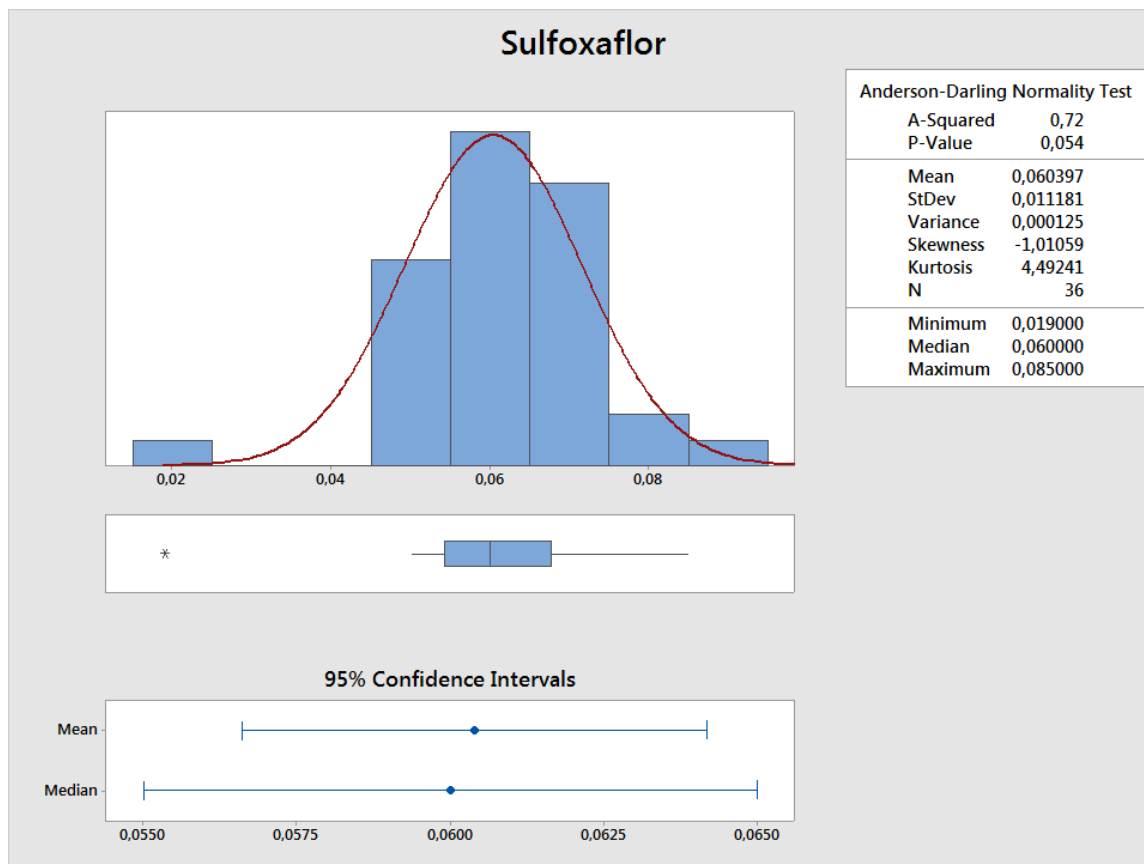 Sulfoxaflor
Anderson-Darling Normality Test
A-Squared 0,72
P-Value 0,054
Mean 0,060397
StDev 0,011181
Variance 0,000125
Skewness -1,01059
Kurtosis 4,49241
N 36
Minimum 0,019000
Median 0,060000
Maximum 0,085000
0,02 0,04 0,06 0,08
95% Confidence Intervals
Mean
Median
0,0550 0,0575 0,0600 0,0625 0,0650